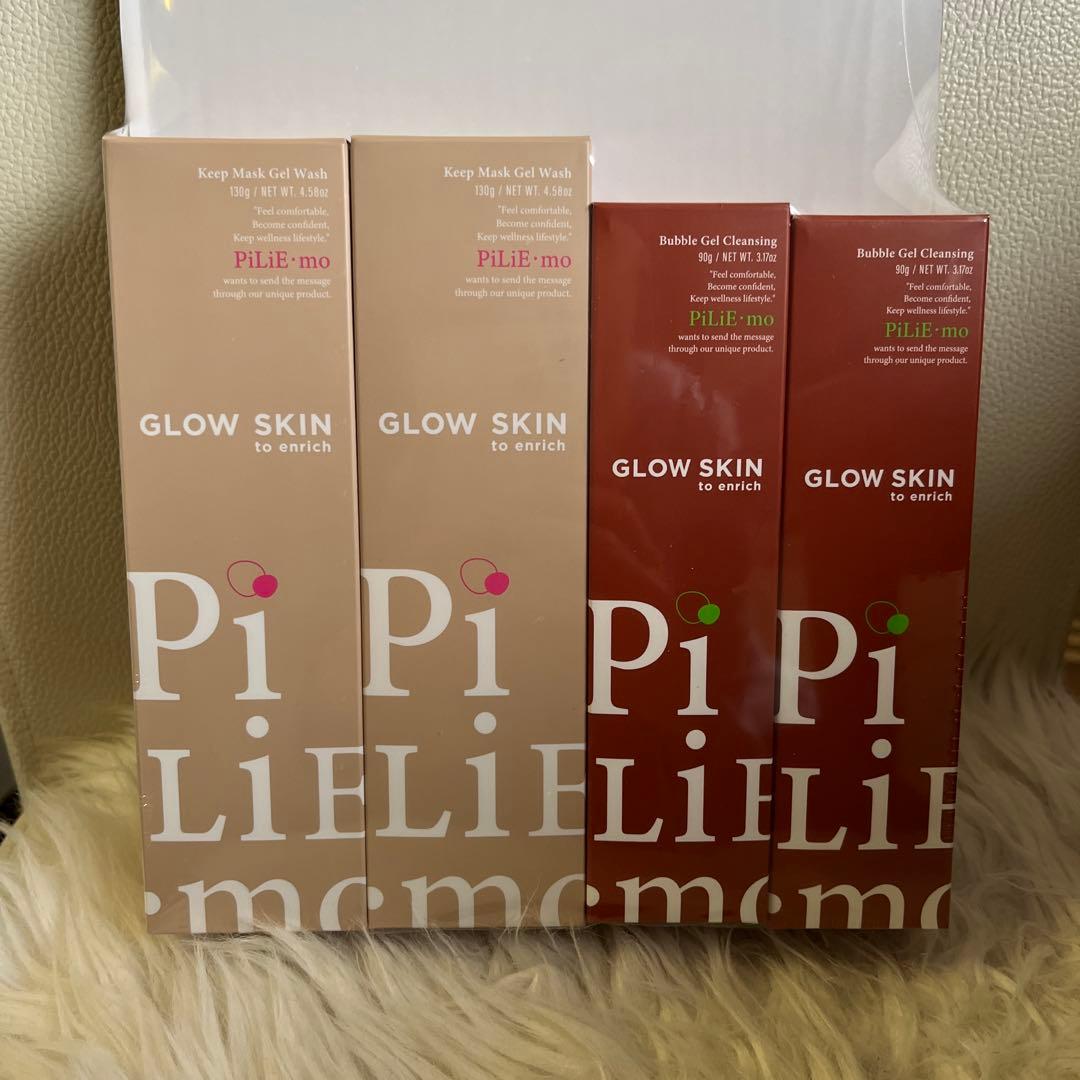 Keep Mask Gel Wash
130g / NET WT. 4.58oz
"Feel comfortable,
Become confident,
Keep wellness lifestyle."
PiLiE·mo
wants to send the message
through our unique product.
GLOW SKIN
to enrich
Pi
LiE
·mo
Keep Mask Gel Wash
130g / NET WT. 4.58oz
"Feel comfortable,
Become confident,
Keep wellness lifestyle."
PiLiE·mo
wants to send the message
through our unique product.
GLOW SKIN
to enrich
Pi
LiE
·mo
Bubble Gel Cleansing
90g / NET WT. 3.17oz
"Feel comfortable,
Become confident,
Keep wellness lifestyle."
PiLiE·mo
wants to send the message
through our unique product.
GLOW SKIN
to enrich
Pi
LiE
·mo
Bubble Gel Cleansing
90g / NET WT. 3.17oz
"Feel comfortable,
Become confident,
Keep wellness lifestyle."
PiLiE·mo
wants to send the message
through our unique product.
GLOW SKIN
to enrich
Pi
LiE
·mo